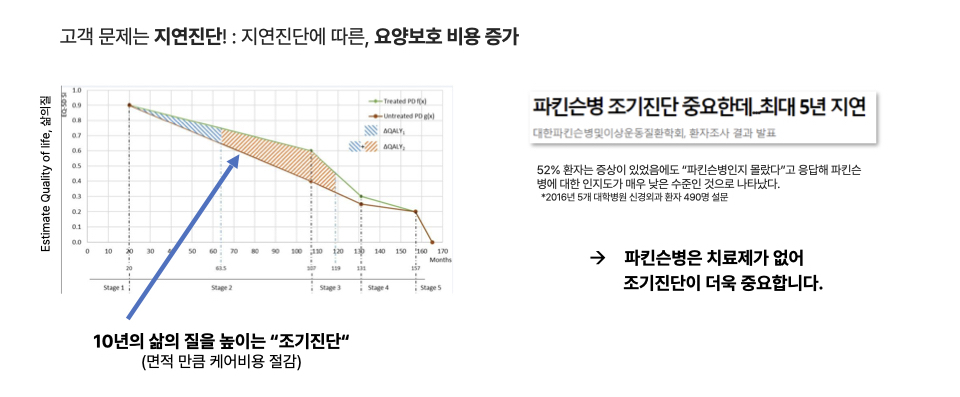 고객 문제는 지연진단! : 지연진단에 따른, 요양보호 비용 증가
Estimate Quality of life, 삶의질
EQ-5D SI
1.0
0.9
0.8
0.7
0.6
0.5
0.4
0.3
0.2
0.1
0.0
Treated PD f(x)
Untreated PD g(x)
ΔQALY₁
+
ΔQALY₂
0 10 20 30 40 50 60 70 80 90 100 110 120 130 140 150 160 170
Months
20 63.5 107 119 131 157
Stage 1 Stage 2 Stage 3 Stage 4 Stage 5
10년의 삶의 질을 높이는 “조기진단“
(면적 만큼 케어비용 절감)
파킨슨병 조기진단 중요한데...최대 5년 지연
대한파킨슨병및이상운동질환학회, 환자조사 결과 발표
52% 환자는 증상이 있었음에도 “파킨슨병인지 몰랐다”고 응답해 파킨슨
병에 대한 인지도가 매우 낮은 수준인 것으로 나타났다.
*2016년 5개 대학병원 신경외과 환자 490명 설문
→ 파킨슨병은 치료제가 없어
조기진단이 더욱 중요합니다.